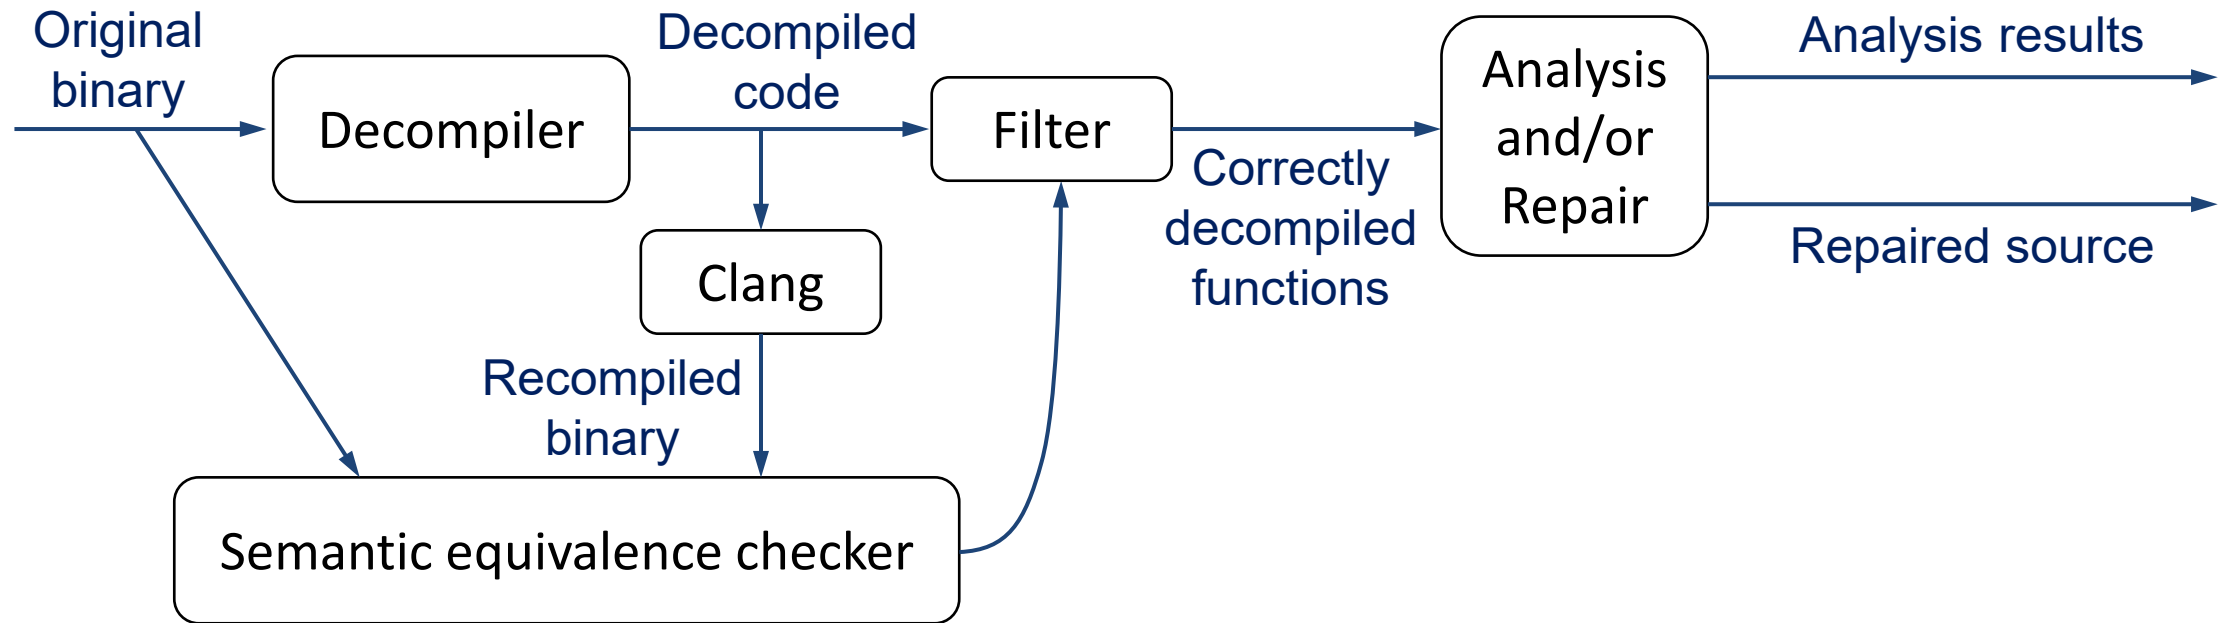 Original
binary
Decompiler
Decompiled
code
Filter
Correctly
decompiled
functions
Analysis
and/or
Repair
Analysis results
Repaired source
Clang
Recompiled
binary
Semantic equivalence checker